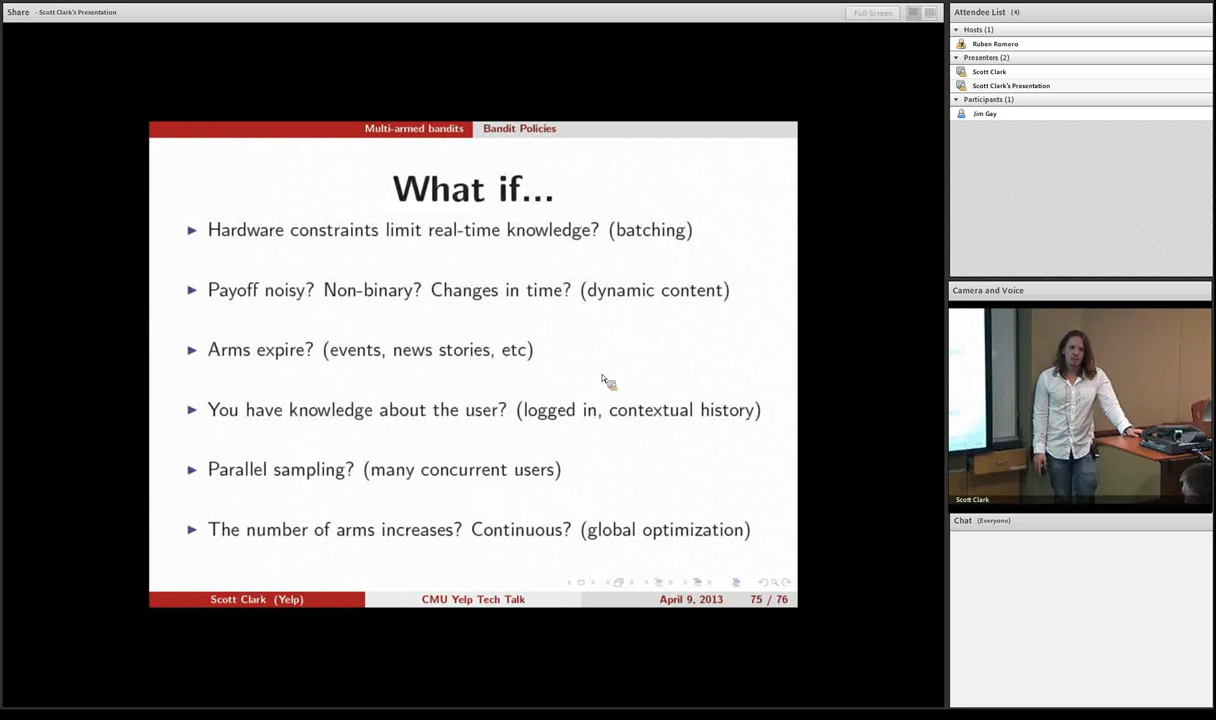 Share - Scott Clark's Presentation
Full Screen
Multi-armed bandits Bandit Policies
What if...
Hardware constraints limit real-time knowledge? (batching)
Payoff noisy? Non-binary? Changes in time? (dynamic content)
Arms expire? (events, news stories, etc)
You have knowledge about the user? (logged in, contextual history)
Parallel sampling? (many concurrent users)
The number of arms increases? Continuous? (global optimization)
Scott Clark (Yelp) CMU Yelp Tech Talk April 9, 2013 75 / 76
Attendee List (4)
Hosts (1)
Ruben Romero
Presenters (2)
Scott Clark
Scott Clark's Presentation
Participants (1)
Jim Gay
Camera and Voice
Scott Clark
Chat (Everyone)